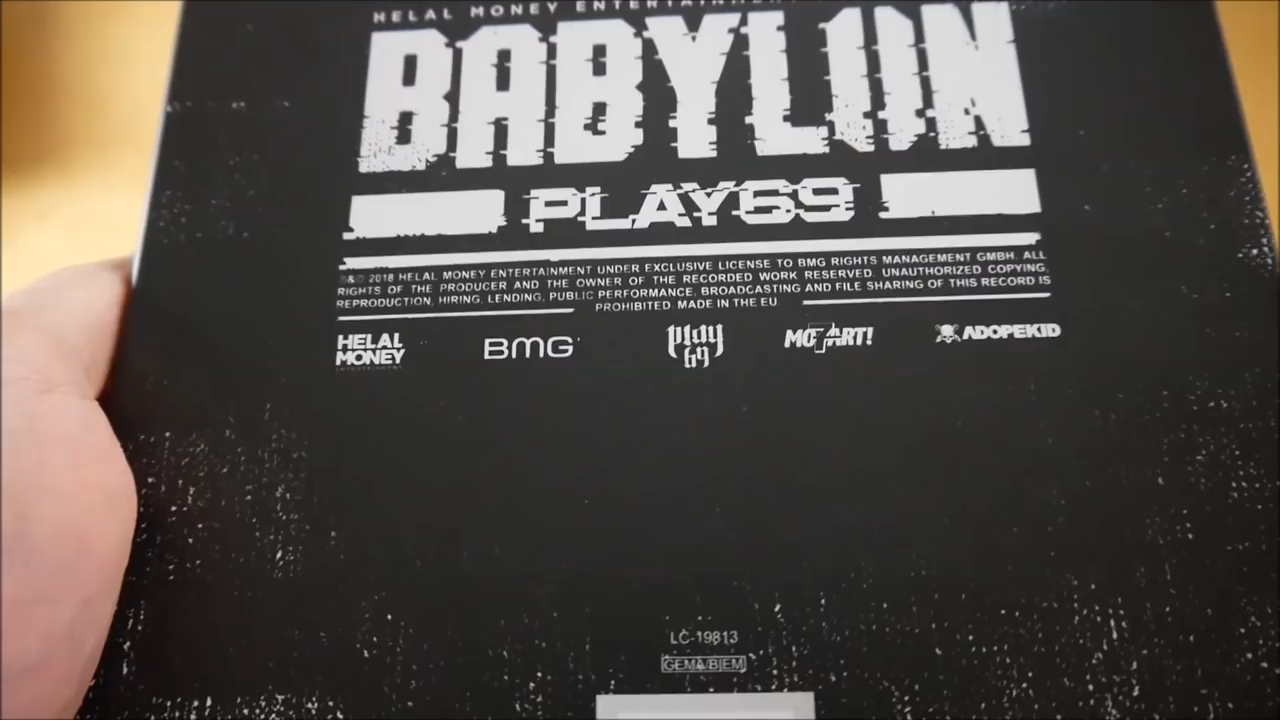 HELAL MONEY ENTERTAINMENT
BABYLON
PLAY69
℗&© 2018 HELAL MONEY ENTERTAINMENT UNDER EXCLUSIVE LICENSE TO BMG RIGHTS MANAGEMENT GMBH. ALL
RIGHTS OF THE PRODUCER AND THE OWNER OF THE RECORDED WORK RESERVED. UNAUTHORIZED COPYING,
REPRODUCTION, HIRING, LENDING, PUBLIC PERFORMANCE, BROADCASTING AND FILE SHARING OF THIS RECORD IS
PROHIBITED. MADE IN THE EU.
HELAL
MONEY
ENTERTAINMENT
BMG
play
69
MOTART!
ADOPEKID
LC-19813
GEMA/BIEM